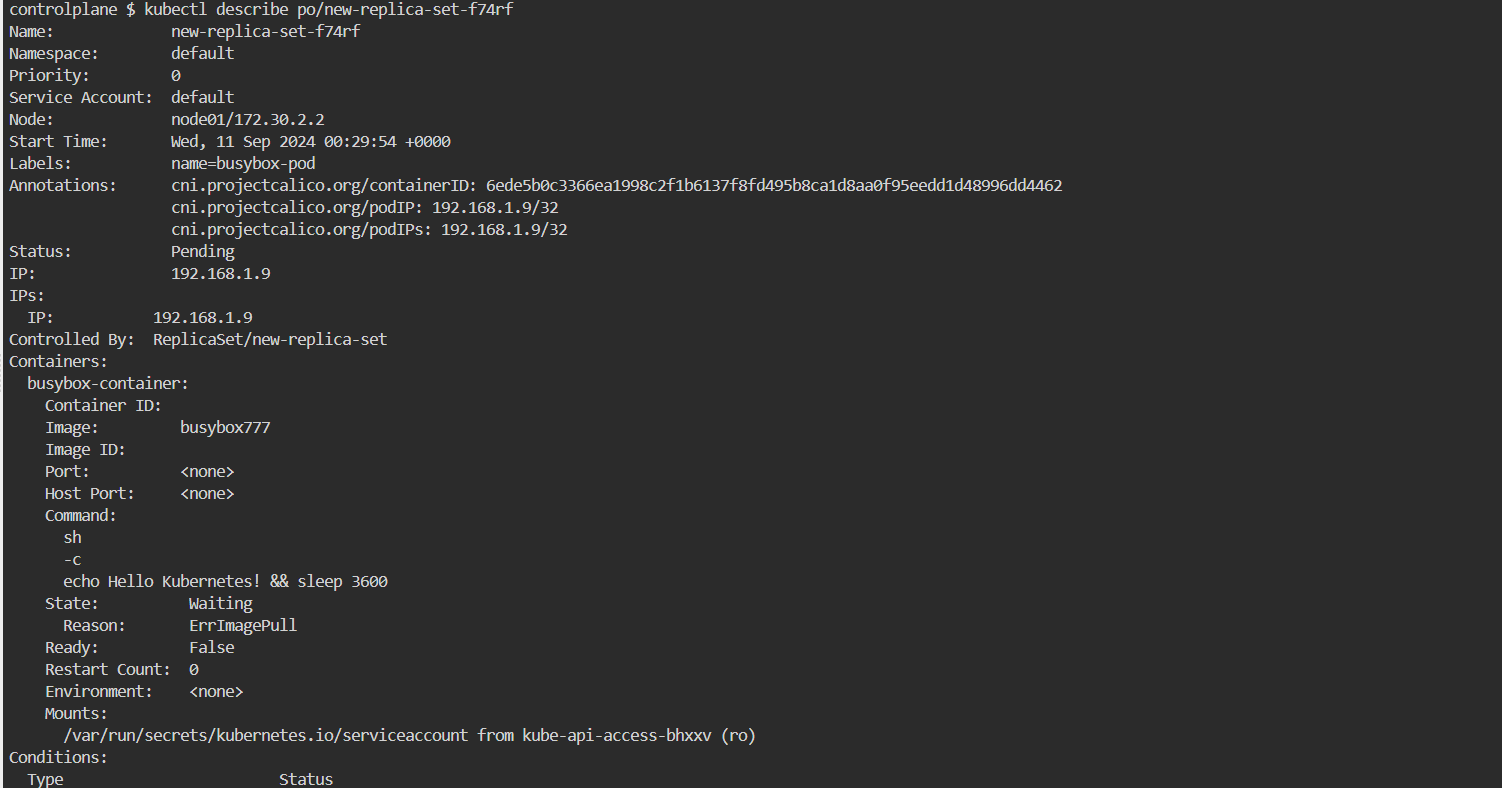 controlplane $ kubectl describe po/new-replica-set-f74rf
Name:             new-replica-set-f74rf
Namespace:        default
Priority:         0
Service Account:  default
Node:             node01/172.30.2.2
Start Time:       Wed, 11 Sep 2024 00:29:54 +0000
Labels:           name=busybox-pod
Annotations:      cni.projectcalico.org/containerID: 6ede5b0c3366ea1998c2f1b6137f8fd495b8ca1d8aa0f95eedd1d48996dd4462
                  cni.projectcalico.org/podIP: 192.168.1.9/32
                  cni.projectcalico.org/podIPs: 192.168.1.9/32
Status:           Pending
IP:               192.168.1.9
IPs:
  IP:           192.168.1.9
Controlled By:  ReplicaSet/new-replica-set
Containers:
  busybox-container:
    Container ID:
    Image:         busybox777
    Image ID:
    Port:          <none>
    Host Port:     <none>
    Command:
      sh
      -c
      echo Hello Kubernetes! && sleep 3600
    State:          Waiting
      Reason:       ErrImagePull
    Ready:          False
    Restart Count:  0
    Environment:    <none>
    Mounts:
      /var/run/secrets/kubernetes.io/serviceaccount from kube-api-access-bhxxv (ro)
Conditions:
  Type                        Status